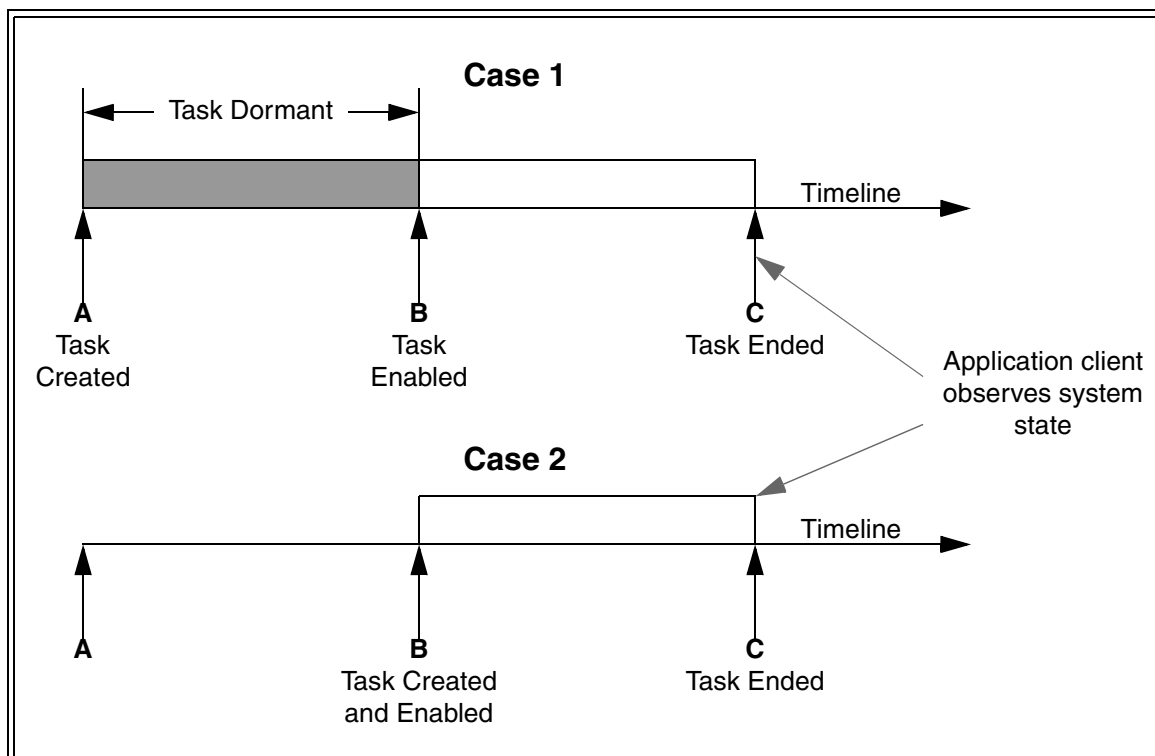 Case 1
Task Dormant
Timeline
A
Task
Created
B
Task
Enabled
C
Task Ended
Application client
observes system
state
Case 2
Timeline
A
B
Task Created
and Enabled
C
Task Ended